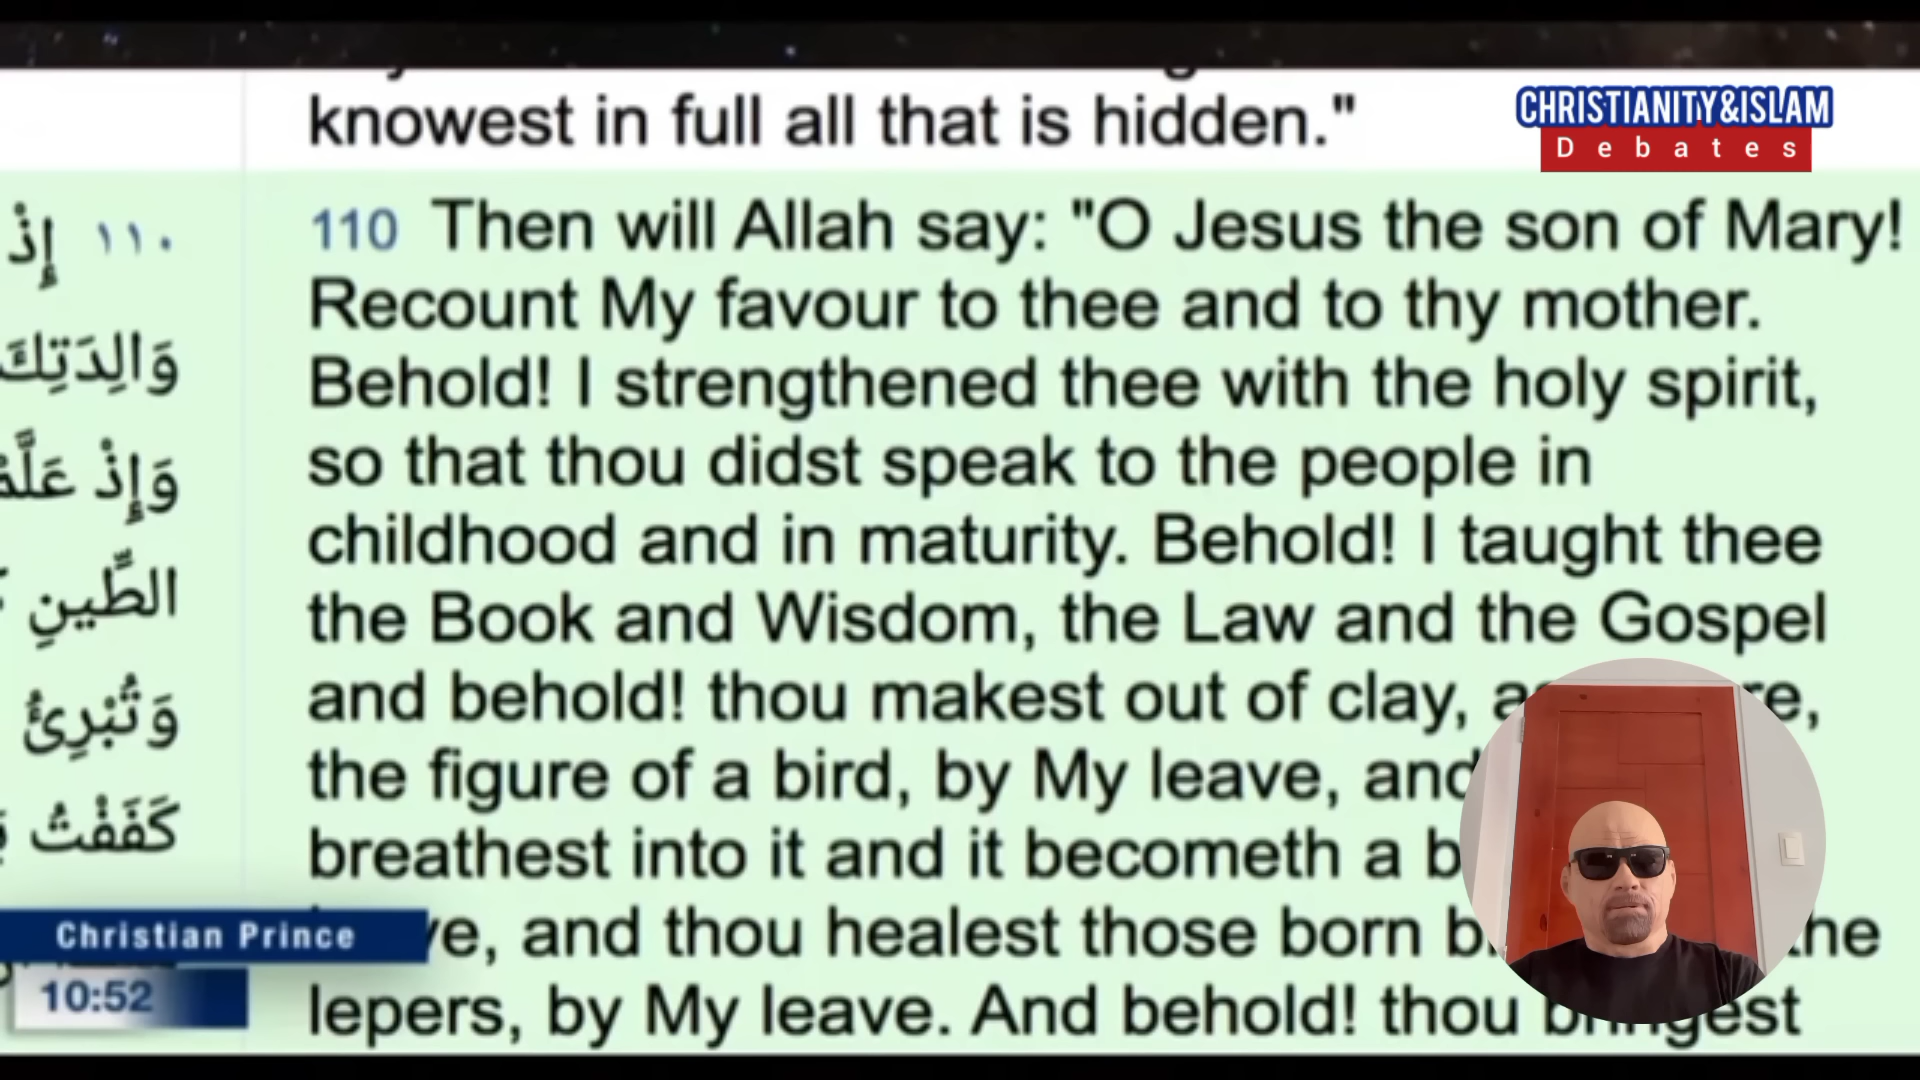 knowest in full all that is hidden."
CHRISTIANITY&ISLAM
Debates
110 Then will Allah say: "O Jesus the son of Mary!
Recount My favour to thee and to thy mother.
Behold! I strengthened thee with the holy spirit,
so that thou didst speak to the people in
childhood and in maturity. Behold! I taught thee
the Book and Wisdom, the Law and the Gospel
and behold! thou makest out of clay,
the figure of a bird, by My leave, and
breathest into it and it becometh a
and thou healest those born the
lepers, by My leave. And behold! thou bringest
١١٠ إِذْ
وَالِدَتِكَ
وَإِذْ
الطِّينِ
وَتُبْرِئُ
كَفَفْتُ
Christian Prince
10:52